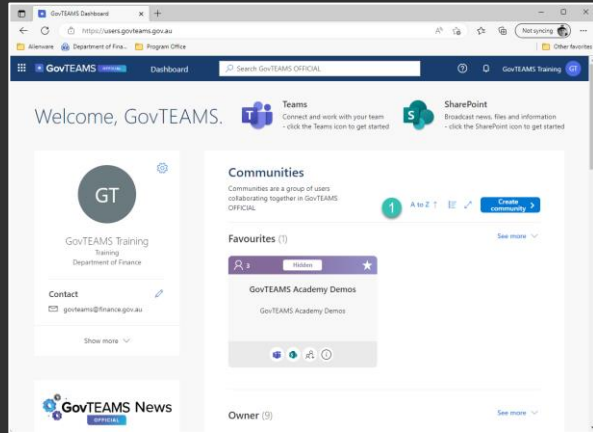 GovTEAMS Dashboard
https://users.govteams.gov.au
Not syncing
Alienware
Department of Fina...
Program Office
Other favorites
GovTEAMS OFFICIAL
Dashboard
Search GovTEAMS OFFICIAL
GovTEAMS Training
GT
Welcome, GovTEAMS.
Teams
Connect and work with your team
- click the Teams icon to get started
SharePoint
Broadcast news, files and information
- click the SharePoint icon to get started
GT
GovTEAMS Training
Training
Department of Finance
Contact
govteams@finance.gov.au
Show more
GovTEAMS News
OFFICIAL
Communities
Communities are a group of users
collaborating together in GovTEAMS
OFFICIAL
1
A to Z
Create
community
Favourites (1)
See more
3
Hidden
GovTEAMS Academy Demos
GovTEAMS Academy Demos
Owner (9)
See more